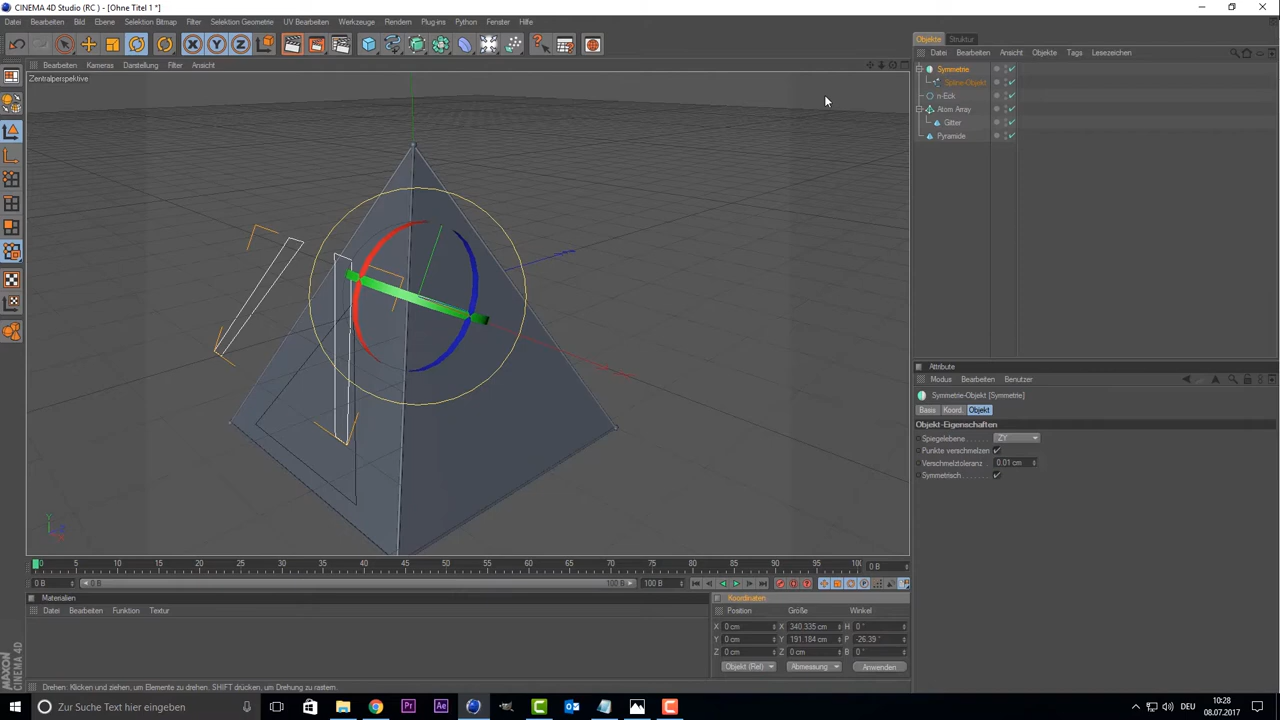 CINEMA 4D Studio (RC) - [Ohne Titel 1 *]
Datei Bearbeiten Bild Ebene Selektion Bitmap Filter Selektion Geometrie UV Bearbeiten Werkzeuge Rendern Plug-ins Python Fenster Hilfe
Objekte Struktur
Datei Bearbeiten Ansicht Objekte Tags Lesezeichen
Bearbeiten Kameras Darstellung Filter Ansicht
Zentralperspektive
Symmetrie
Spline-Objekt
n-Eck
Atom Array
Gitter
Pyramide
Attribute
Modus Bearbeiten Benutzer
Symmetrie-Objekt [Symmetrie]
Basis Koord. Objekt
Objekt-Eigenschaften
Spiegelebene ZY
Punkte verschmelzen
Verschmelztoleranz 0.01 cm
Symmetrisch
X Y Z
Y Z X
0 5 10 15 20 25 30 35 40 45 50 55 60 65 70 75 80 85 90 95 100 0 B
0 B 0 B 100 B 100 B
Materialien
Datei Bearbeiten Funktion Textur
Koordinaten
Position Größe Winkel
X 0 cm X 340.335 cm H 0 °
Y 0 cm Y 191.184 cm P -26.39 °
Z 0 cm Z 0 cm B 0 °
Objekt (Rel) Abmessung Anwenden
MAXON CINEMA 4D
Drehen: Klicken und ziehen, um Elemente zu drehen. SHIFT drücken, um Drehung zu rastern.
Zur Suche Text hier eingeben
Pr Ae
DEU
10:28
08.07.2017